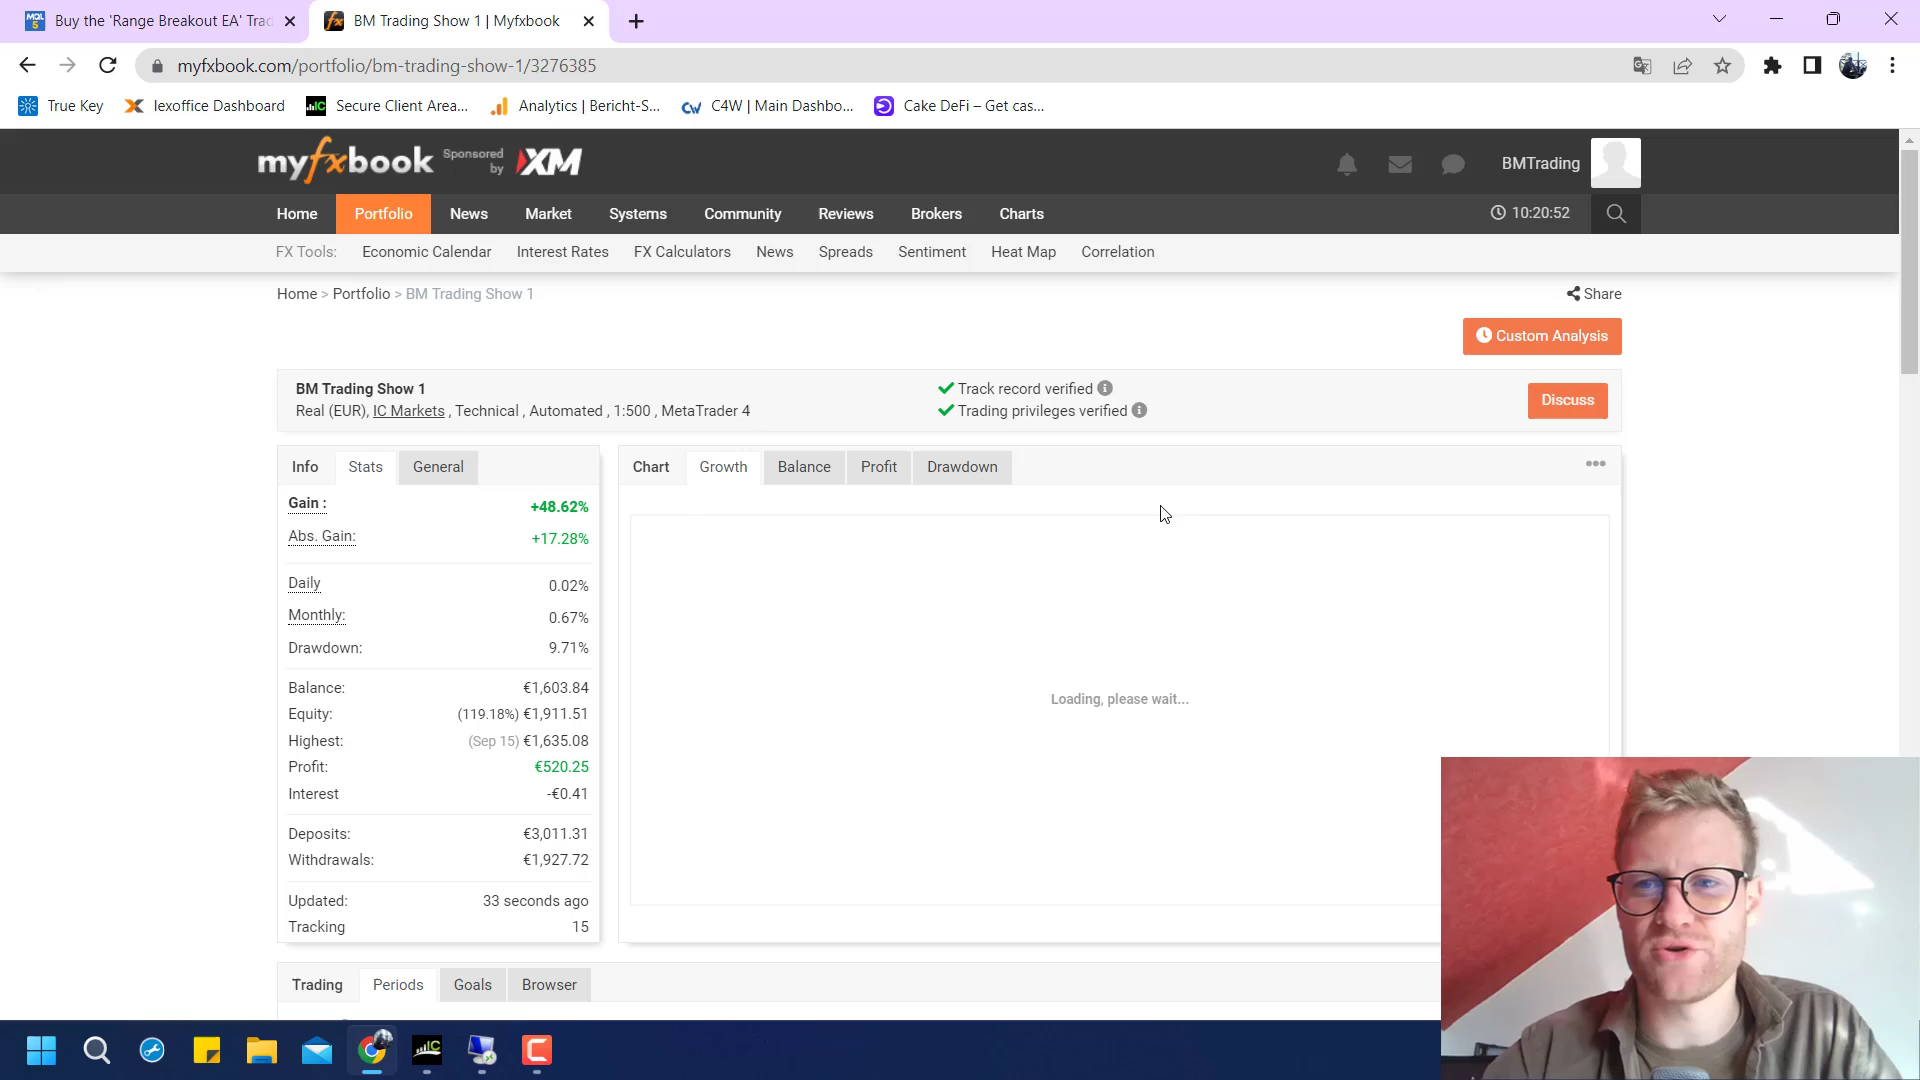 Buy the 'Range Breakout EA' Trad
BM Trading Show 1 | Myfxbook
myfxbook.com/portfolio/bm-trading-show-1/3276385
True Key
lexoffice Dashboard
Secure Client Area...
Analytics | Bericht-S...
C4W | Main Dashbo...
Cake DeFi – Get cas...
myfxbook Sponsored by XM
BMTrading
Home Portfolio News Market Systems Community Reviews Brokers Charts 10:20:52
FX Tools: Economic Calendar Interest Rates FX Calculators News Spreads Sentiment Heat Map Correlation
Home > Portfolio > BM Trading Show 1
Share
Custom Analysis
BM Trading Show 1
Real (EUR), IC Markets , Technical , Automated , 1:500 , MetaTrader 4
Track record verified
Trading privileges verified
Discuss
Info Stats General
Gain : +48.62%
Abs. Gain: +17.28%
Daily 0.02%
Monthly: 0.67%
Drawdown: 9.71%
Balance: €1,603.84
Equity: (119.18%) €1,911.51
Highest: (Sep 15) €1,635.08
Profit: €520.25
Interest -€0.41
Deposits: €3,011.31
Withdrawals: €1,927.72
Updated: 33 seconds ago
Tracking 15
Chart Growth Balance Profit Drawdown
Loading, please wait...
Trading Periods Goals Browser